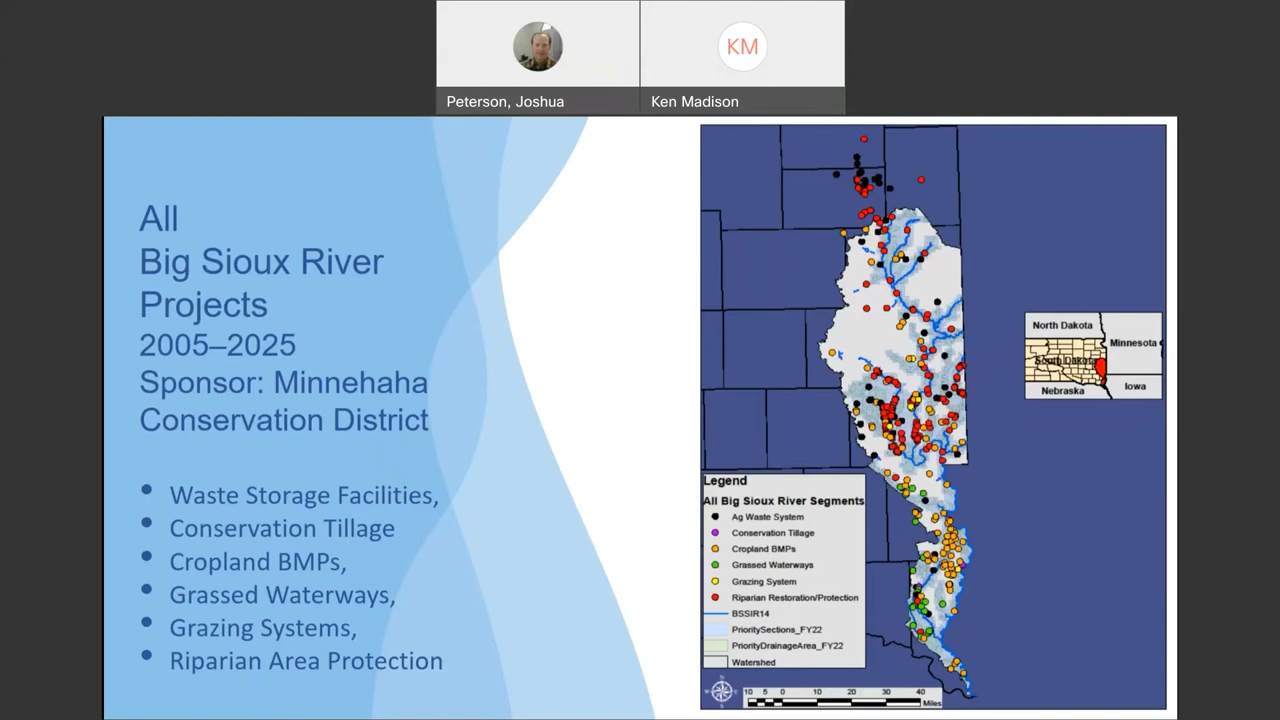 KM
Peterson, Joshua
Ken Madison
All
Big Sioux River
Projects
2005–2025
Sponsor: Minnehaha
Conservation District
• Waste Storage Facilities,
• Conservation Tillage
• Cropland BMPs,
• Grassed Waterways,
• Grazing Systems,
• Riparian Area Protection
North Dakota
Minnesota
South Dakota
Nebraska
Iowa
Legend
All Big Sioux River Segments
Ag Waste System
Conservation Tillage
Cropland BMPs
Grassed Waterways
Grazing System
Riparian Restoration/Protection
BSSIR14
PrioritySections_FY22
PriorityDrainageArea_FY22
Watershed
10 5 0 10 20 30 40
Miles